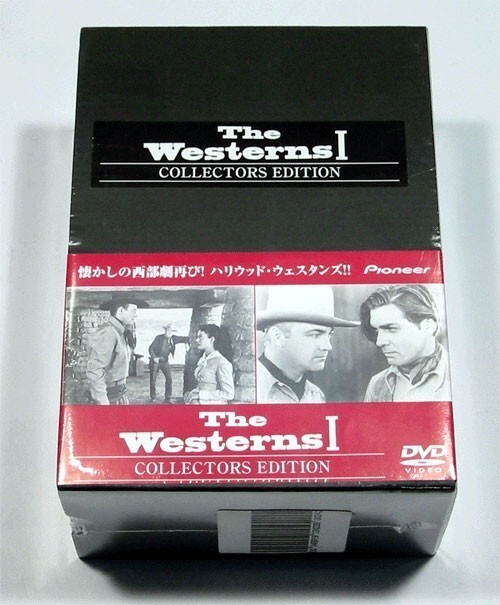 The
Westerns I
COLLECTORS EDITION
懐かしの西部劇再び! ハリウッド・ウェスタンズ!! Pioneer
The
Westerns I
COLLECTORS EDITION
DVD
VIDEO